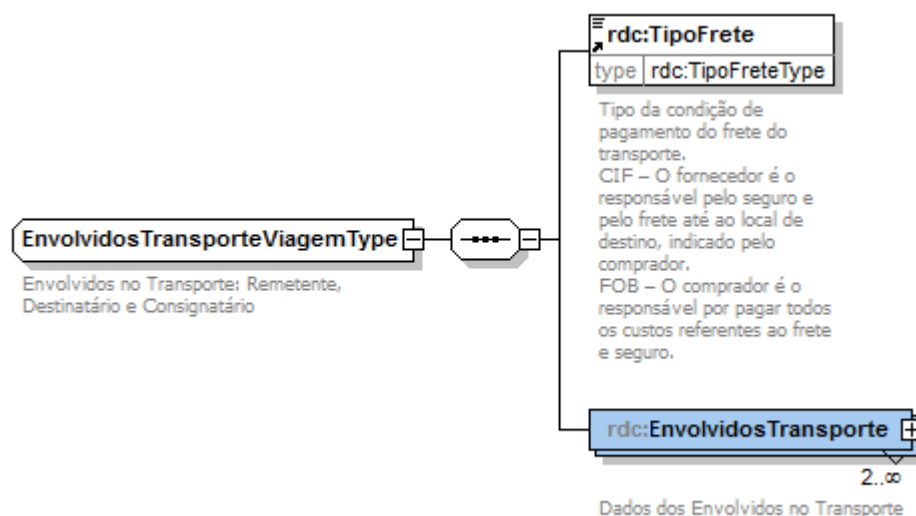 rdc:TipoFrete
type rdc:TipoFreteType
Tipo da condição de
pagamento do frete do
transporte.
CIF – O fornecedor é o
responsável pelo seguro e
pelo frete até ao local de
destino, indicado pelo
comprador.
FOB – O comprador é o
responsável por pagar todos
os custos referentes ao frete
e seguro.
EnvolvidosTransporteViagemType
Envolvidos no Transporte: Remetente,
Destinatário e Consignatário
rdc:EnvolvidosTransporte
2..∞
Dados dos Envolvidos no Transporte